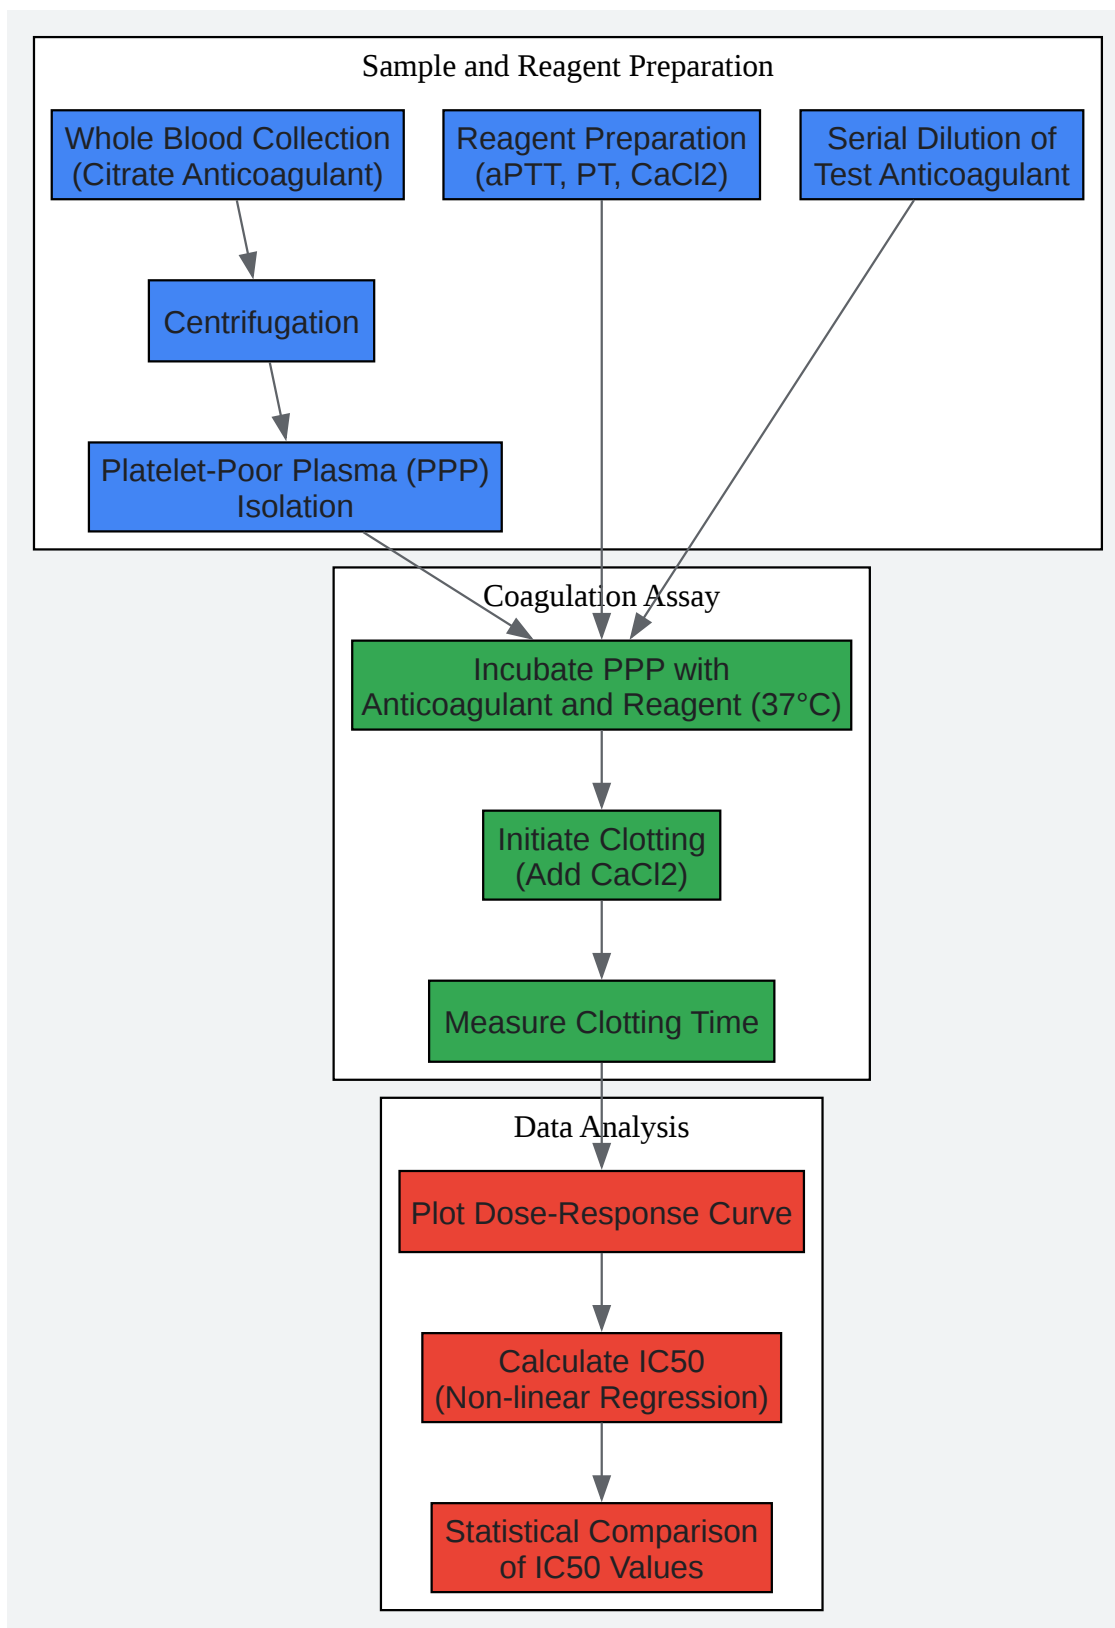 Sample and Reagent Preparation
Whole Blood Collection
(Citrate Anticoagulant)
Reagent Preparation
(aPTT, PT, CaCl2)
Serial Dilution of
Test Anticoagulant
Centrifugation
Platelet-Poor Plasma (PPP)
Isolation
Coagulation Assay
Incubate PPP with
Anticoagulant and Reagent (37°C)
Initiate Clotting
(Add CaCl2)
Measure Clotting Time
Data Analysis
Plot Dose-Response Curve
Calculate IC50
(Non-linear Regression)
Statistical Comparison
of IC50 Values